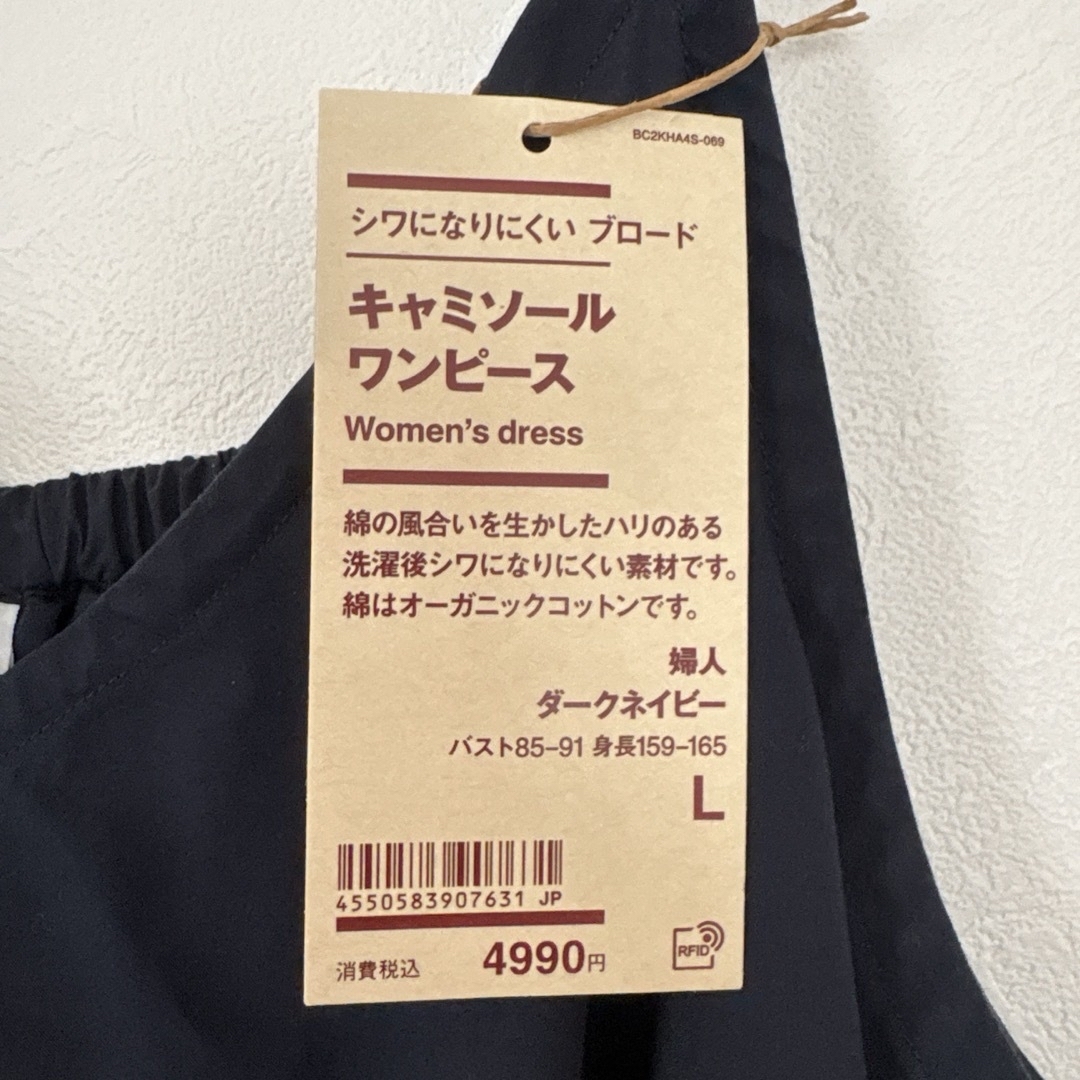 BC2KHA4S-069
シワになりにくい ブロード
キャミソール
ワンピース
Women's dress
綿の風合いを生かしたハリのある
洗濯後シワになりにくい素材です。
綿はオーガニックコットンです。
婦人
ダークネイビー
バスト85–91 身長159–165
L
4550583907631 JP
消費税込 4990円
RFID